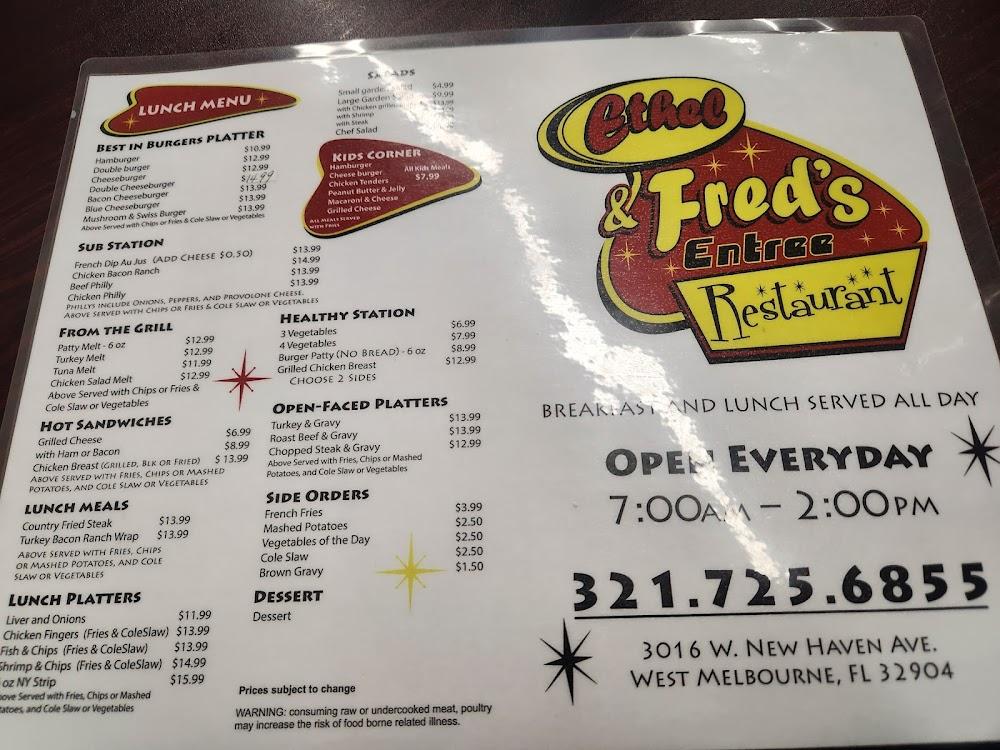 LUNCH MENU
BEST IN BURGERS PLATTER
Hamburger $10.99
Double burger $12.99
Cheeseburger $12.99
Double Cheeseburger $14.99
Bacon Cheeseburger $13.99
Blue Cheeseburger $13.99
Mushroom & Swiss Burger $13.99
Above Served with Chips or Fries & Cole Slaw or Vegetables
SUB STATION
French Dip Au Jus (ADD CHEESE $0.50) $13.99
Chicken Bacon Ranch $14.99
Beef Philly $13.99
Chicken Philly $13.99
PHILLYS INCLUDE ONIONS, PEPPERS, AND PROVOLONE CHEESE.
ABOVE SERVED WITH CHIPS OR FRIES & COLE SLAW OR VEGETABLES
FROM THE GRILL
Patty Melt - 6 oz $12.99
Turkey Melt $12.99
Tuna Melt $11.99
Chicken Salad Melt $12.99
Above Served with Chips or Fries &
Cole Slaw or Vegetables
HOT SANDWICHES
Grilled Cheese $6.99
with Ham or Bacon $8.99
Chicken Breast (GRILLED, BLK OR FRIED) $ 13.99
ABOVE SERVED WITH FRIES, CHIPS OR MASHED
POTATOES, AND COLE SLAW OR VEGETABLES
LUNCH MEALS
Country Fried Steak $13.99
Turkey Bacon Ranch Wrap $13.99
ABOVE SERVED WITH FRIES, CHIPS
OR MASHED POTATOES, AND COLE
SLAW OR VEGETABLES
LUNCH PLATTERS
Liver and Onions $11.99
Chicken Fingers (Fries & ColeSlaw) $13.99
Fish & Chips (Fries & ColeSlaw) $13.99
Shrimp & Chips (Fries & ColeSlaw) $14.99
oz NY Strip $15.99
Served with Fries, Chips or Mashed
and Cole Slaw or Vegetables
SALADS
Small garden $4.99
Large Garden $9.99
with Chicken
with Shrimp
with Steak
Chef Salad
KIDS CORNER
Hamburger
Cheese burger
Chicken Tenders
Peanut Butter & Jelly
Macaroni & Cheese
Grilled Cheese
All Kids Meals
$7.99
ALL MEALS SERVED
WITH FRIES
HEALTHY STATION
3 Vegetables $6.99
4 Vegetables $7.99
Burger Patty (NO BREAD) - 6 oz $8.99
Grilled Chicken Breast $12.99
CHOOSE 2 SIDES
OPEN-FACED PLATTERS
Turkey & Gravy $13.99
Roast Beef & Gravy $13.99
Chopped Steak & Gravy $12.99
Above Served with Fries, Chips or Mashed
Potatoes, and Cole Slaw or Vegetables
SIDE ORDERS
French Fries $3.99
Mashed Potatoes $2.50
Vegetables of the Day $2.50
Cole Slaw $2.50
Brown Gravy $1.50
DESSERT
Dessert
Prices subject to change
WARNING: consuming raw or undercooked meat, poultry
may increase the risk of food borne related illness.
Ethel
& Fred's
Entree
Restaurant
BREAKFAST AND LUNCH SERVED ALL DAY
OPEN EVERYDAY
7:00AM – 2:00PM
321.725.6855
3016 W. NEW HAVEN AVE.
WEST MELBOURNE, FL 32904